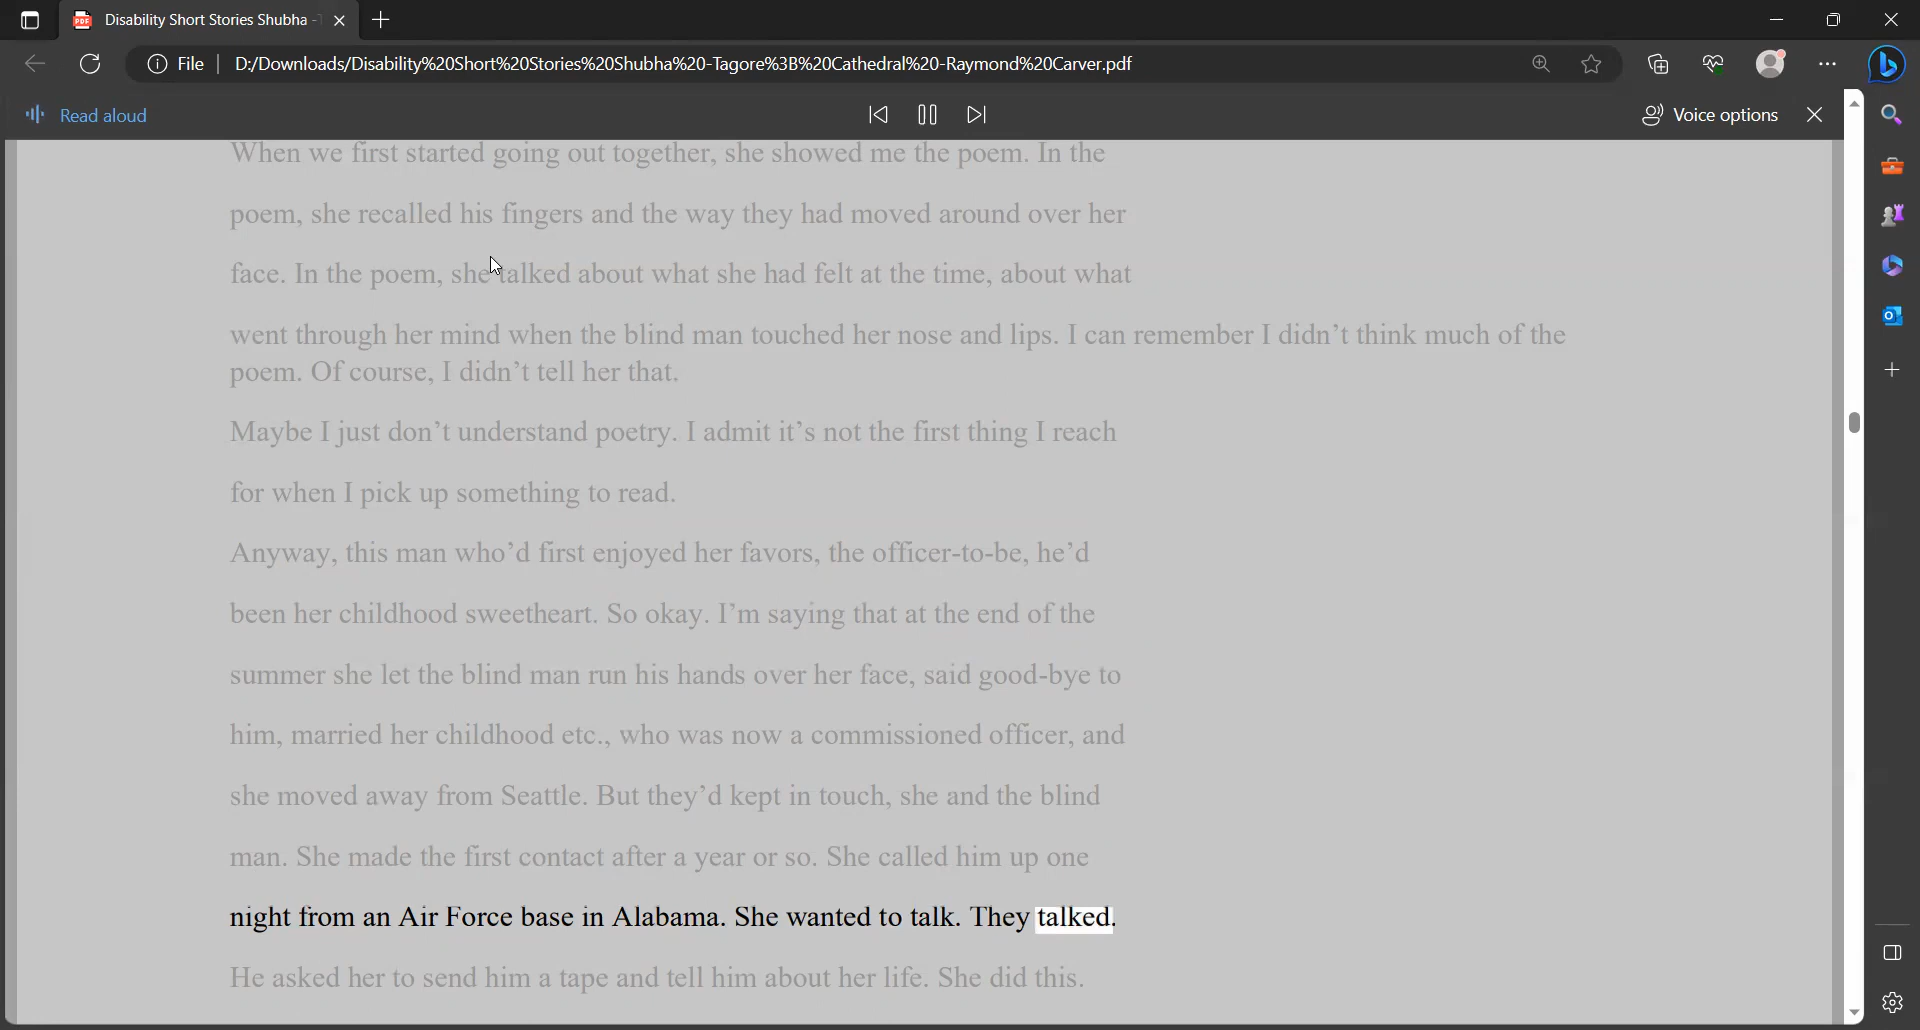 Disability Short Stories Shubha -
File
D:/Downloads/Disability%20Short%20Stories%20Shubha%20-Tagore%3B%20Cathedral%20-Raymond%20Carver.pdf
Read aloud
Voice options
When we first started going out together, she showed me the poem. In the
poem, she recalled his fingers and the way they had moved around over her
face. In the poem, she talked about what she had felt at the time, about what
went through her mind when the blind man touched her nose and lips. I can remember I didn’t think much of the
poem. Of course, I didn’t tell her that.
Maybe I just don’t understand poetry. I admit it’s not the first thing I reach
for when I pick up something to read.
Anyway, this man who’d first enjoyed her favors, the officer-to-be, he’d
been her childhood sweetheart. So okay. I’m saying that at the end of the
summer she let the blind man run his hands over her face, said good-bye to
him, married her childhood etc., who was now a commissioned officer, and
she moved away from Seattle. But they’d kept in touch, she and the blind
man. She made the first contact after a year or so. She called him up one
night from an Air Force base in Alabama. She wanted to talk. They talked.
He asked her to send him a tape and tell him about her life. She did this.